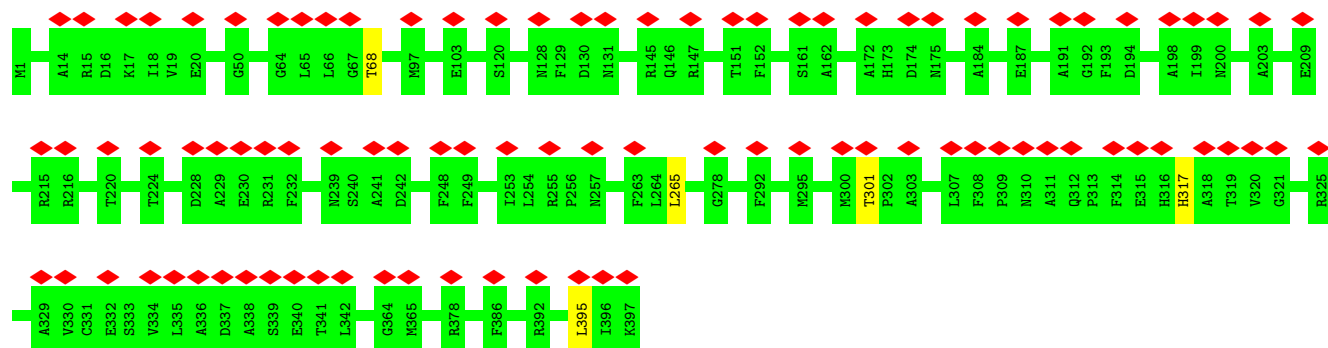 M1 A14 R15 D16 K17 I18 V19 E20 G50 G64 L65 L66 G67 T68 M97 E103 S120 N128 F129 D130 N131 R145 Q146 R147 T151 F152 S161 A162 A172 H173 D174 N175 A184 E187 A191 G192 F193 D194 A198 I199 N200 A203 E209
R215 R216 T220 T224 D228 A229 E230 R231 F232 N239 S240 A241 D242 F248 F249 I253 L254 R255 P256 N257 F263 L264 L265 G278 F292 M295 M300 T301 P302 A303 L307 F308 P309 N310 A311 Q312 P313 F314 E315 H316 H317 A318 T319 V320 G321 R325
A329 V330 C331 E332 S333 V334 L335 A336 D337 A338 S339 E340 T341 L342 G364 M365 R378 F386 R392 L395 I396 K397